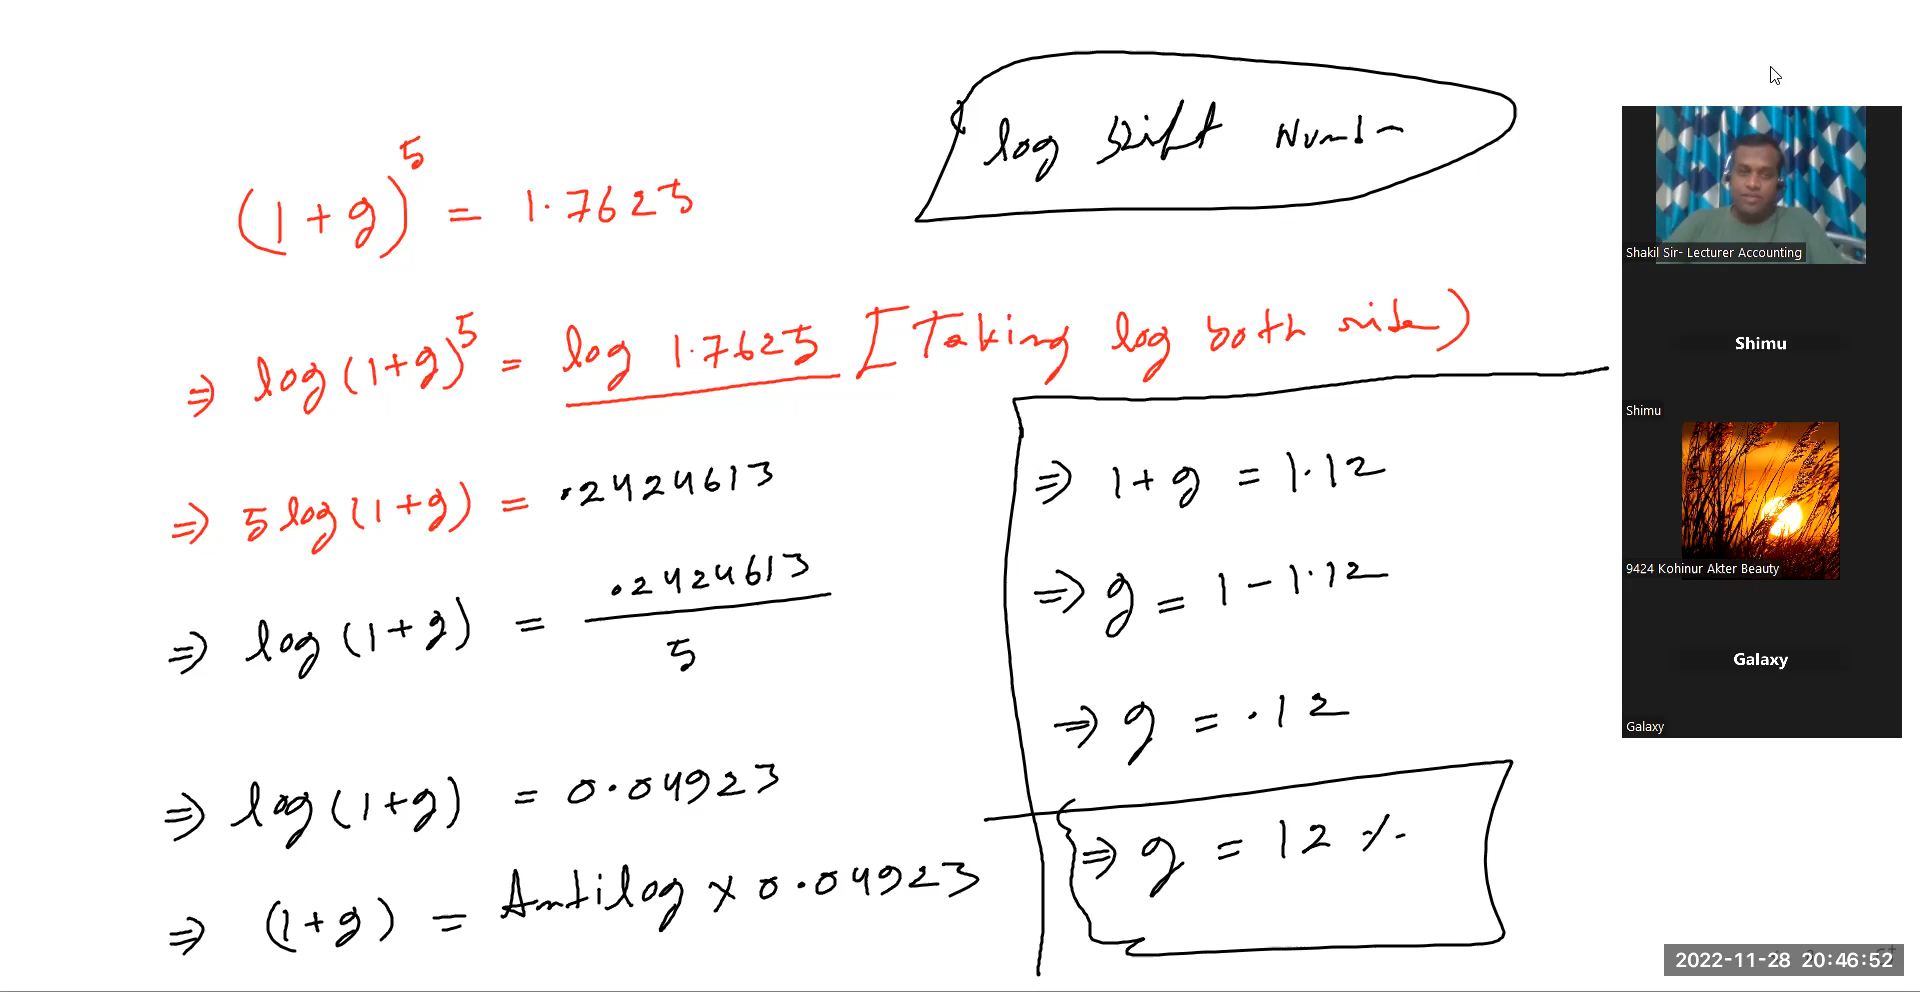 log shift Num
(1+g)^5 = 1.7625
⇒ log(1+g)^5 = log 1.7625 [Taking log both side)
⇒ 5 log(1+g) = .2424613
⇒ log(1+g) = .2424613
5
⇒ log(1+g) = 0.04923
⇒ (1+g) = Antilog × 0.04923
⇒ 1+g = 1.12
⇒ g = 1 - 1.12
⇒ g = .12
⇒ g = 12 %
Shakil Sir- Lecturer Accounting
Shimu
Shimu
9424 Kohinur Akter Beauty
Galaxy
Galaxy
2022-11-28 20:46:52